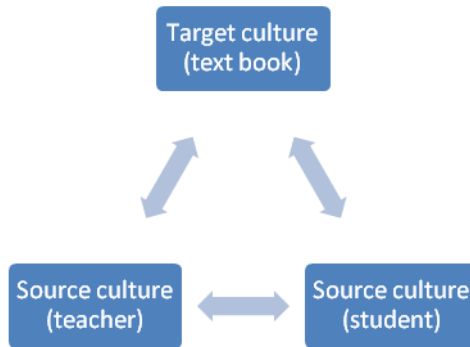 Target culture
(text book)
Source culture
(teacher)
Source culture
(student)